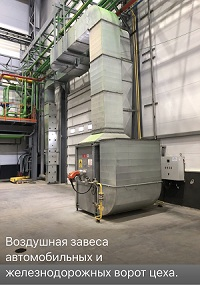 Воздушная завеса
автомобильных и
железнодорожных ворот цеха.